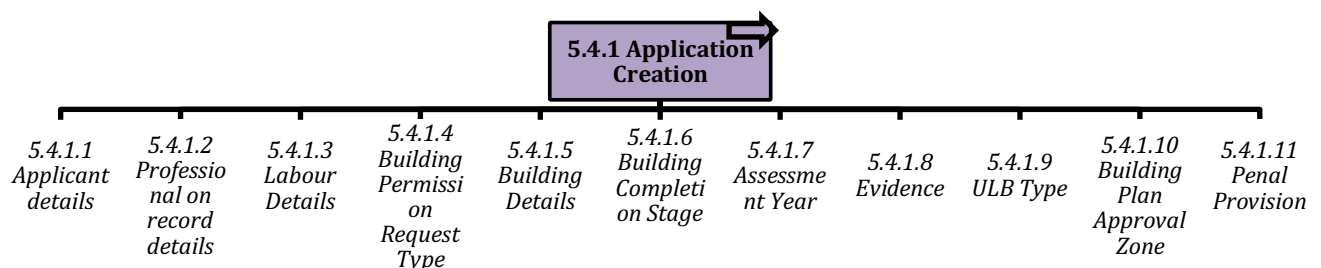 5.4.1 Application
Creation
5.4.1.1
Applicant
details
5.4.1.2
Professio
nal on
record
details
5.4.1.3
Labour
Details
5.4.1.4
Building
Permissi
on
Request
Type
5.4.1.5
Building
Details
5.4.1.6
Building
Completi
on Stage
5.4.1.7
Assessme
nt Year
5.4.1.8
Evidence
5.4.1.9
ULB Type
5.4.1.10
Building
Plan
Approval
Zone
5.4.1.11
Penal
Provision